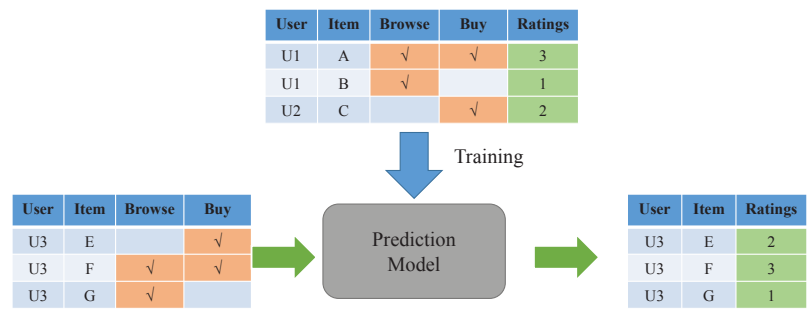 User Item Browse Buy Ratings
U1 A √ √ 3
U1 B √ 1
U2 C √ 2
Training
User Item Browse Buy
U3 E √
U3 F √ √
U3 G √
Prediction
Model
User Item Ratings
U3 E 2
U3 F 3
U3 G 1